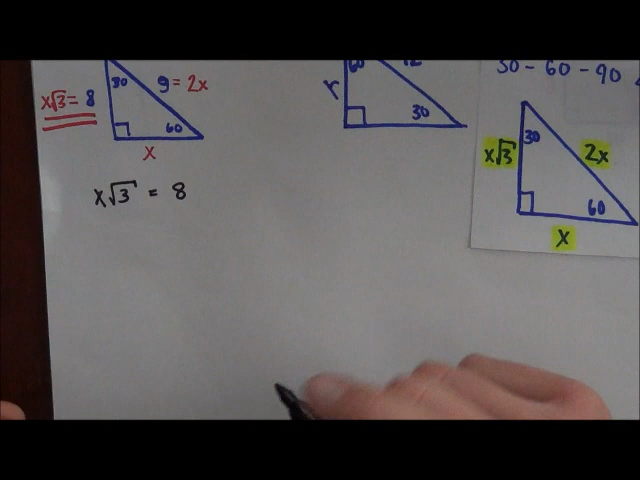 30
9 = 2x
x√3 = 8
60
x
x√3 = 8
60
12
r
30
30 - 60 - 90
x√3
30
2x
60
x